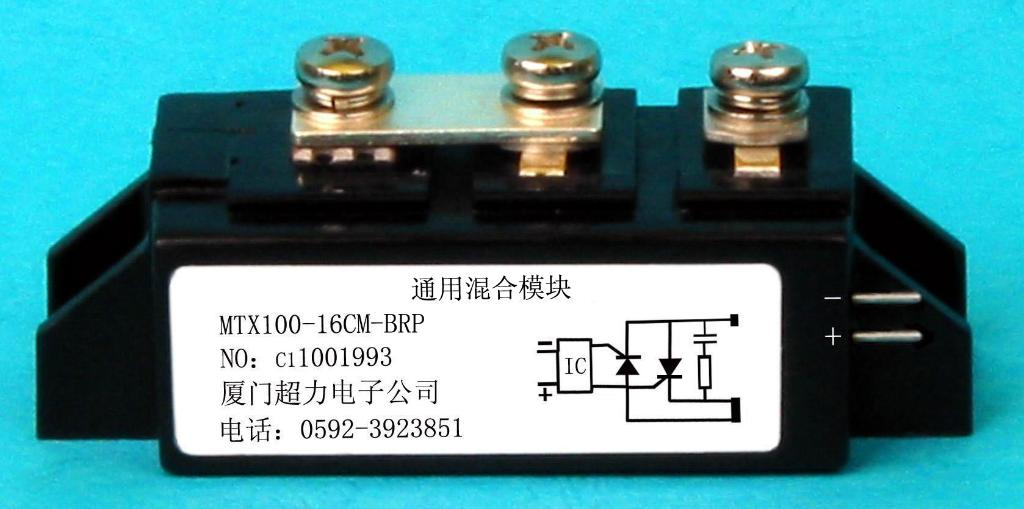 通用混合模块
MTX100-16CM-BRP
NO：C11001993
厦门超力电子公司
电话：0592-3923851
IC
=
+
−
+